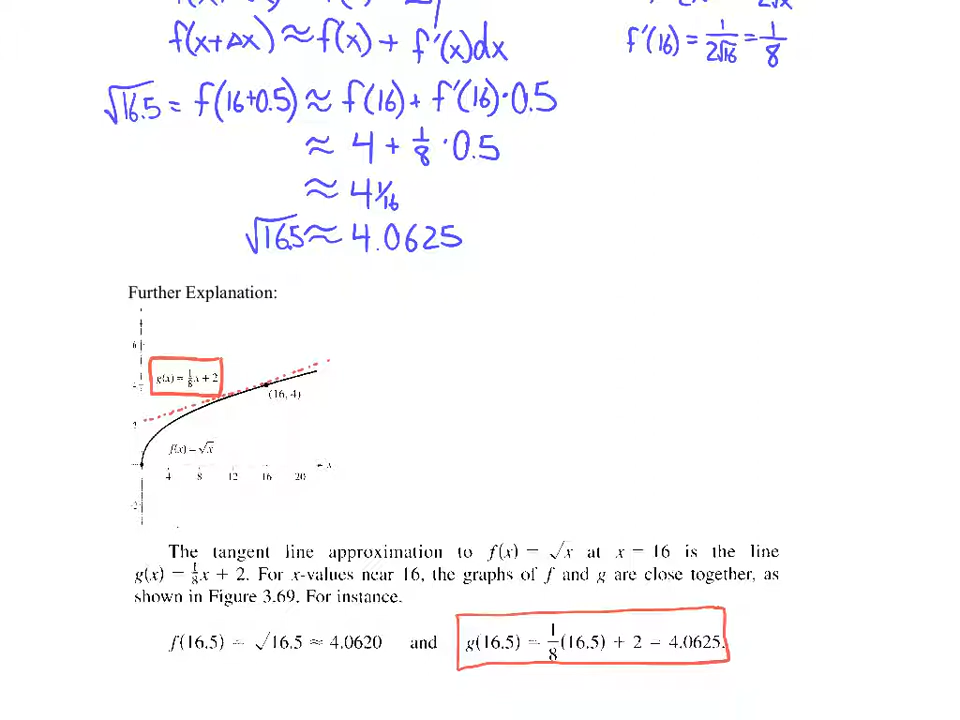 f(x+Δx) ≈ f(x) + f'(x)dx
f'(16) = 1/2√16 = 1/8
√16.5 = f(16+0.5) ≈ f(16) + f'(16)·0.5
≈ 4 + 1/8 · 0.5
≈ 4 1/16
√16.5 ≈ 4.0625
Further Explanation:
6
g(x) = 1/8 x + 2
4
(16, 4)
2
f(x) = √x
x
4 8 12 16 20
-2
The tangent line approximation to f(x) = √x at x = 16 is the line
g(x) = 1/8 x + 2. For x-values near 16, the graphs of f and g are close together, as
shown in Figure 3.69. For instance.
f(16.5) = √16.5 ≈ 4.0620 and g(16.5) = 1/8 (16.5) + 2 = 4.0625.